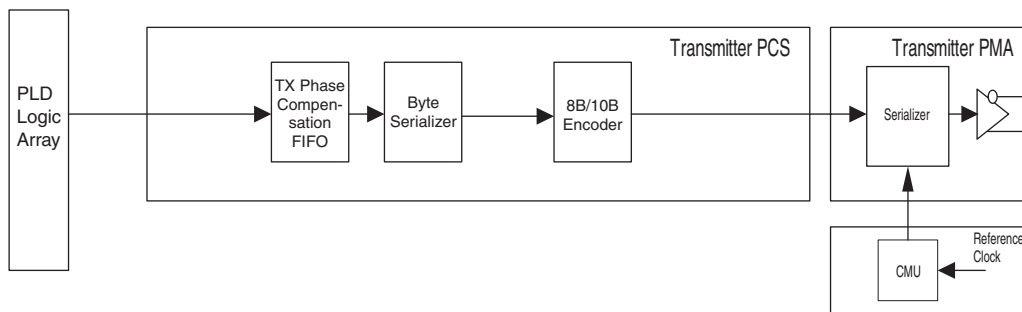 Transmitter PCS
Transmitter PMA
PLD
Logic
Array
TX Phase
Compen-
sation
FIFO
Byte
Serializer
8B/10B
Encoder
Serializer
Reference
Clock
CMU